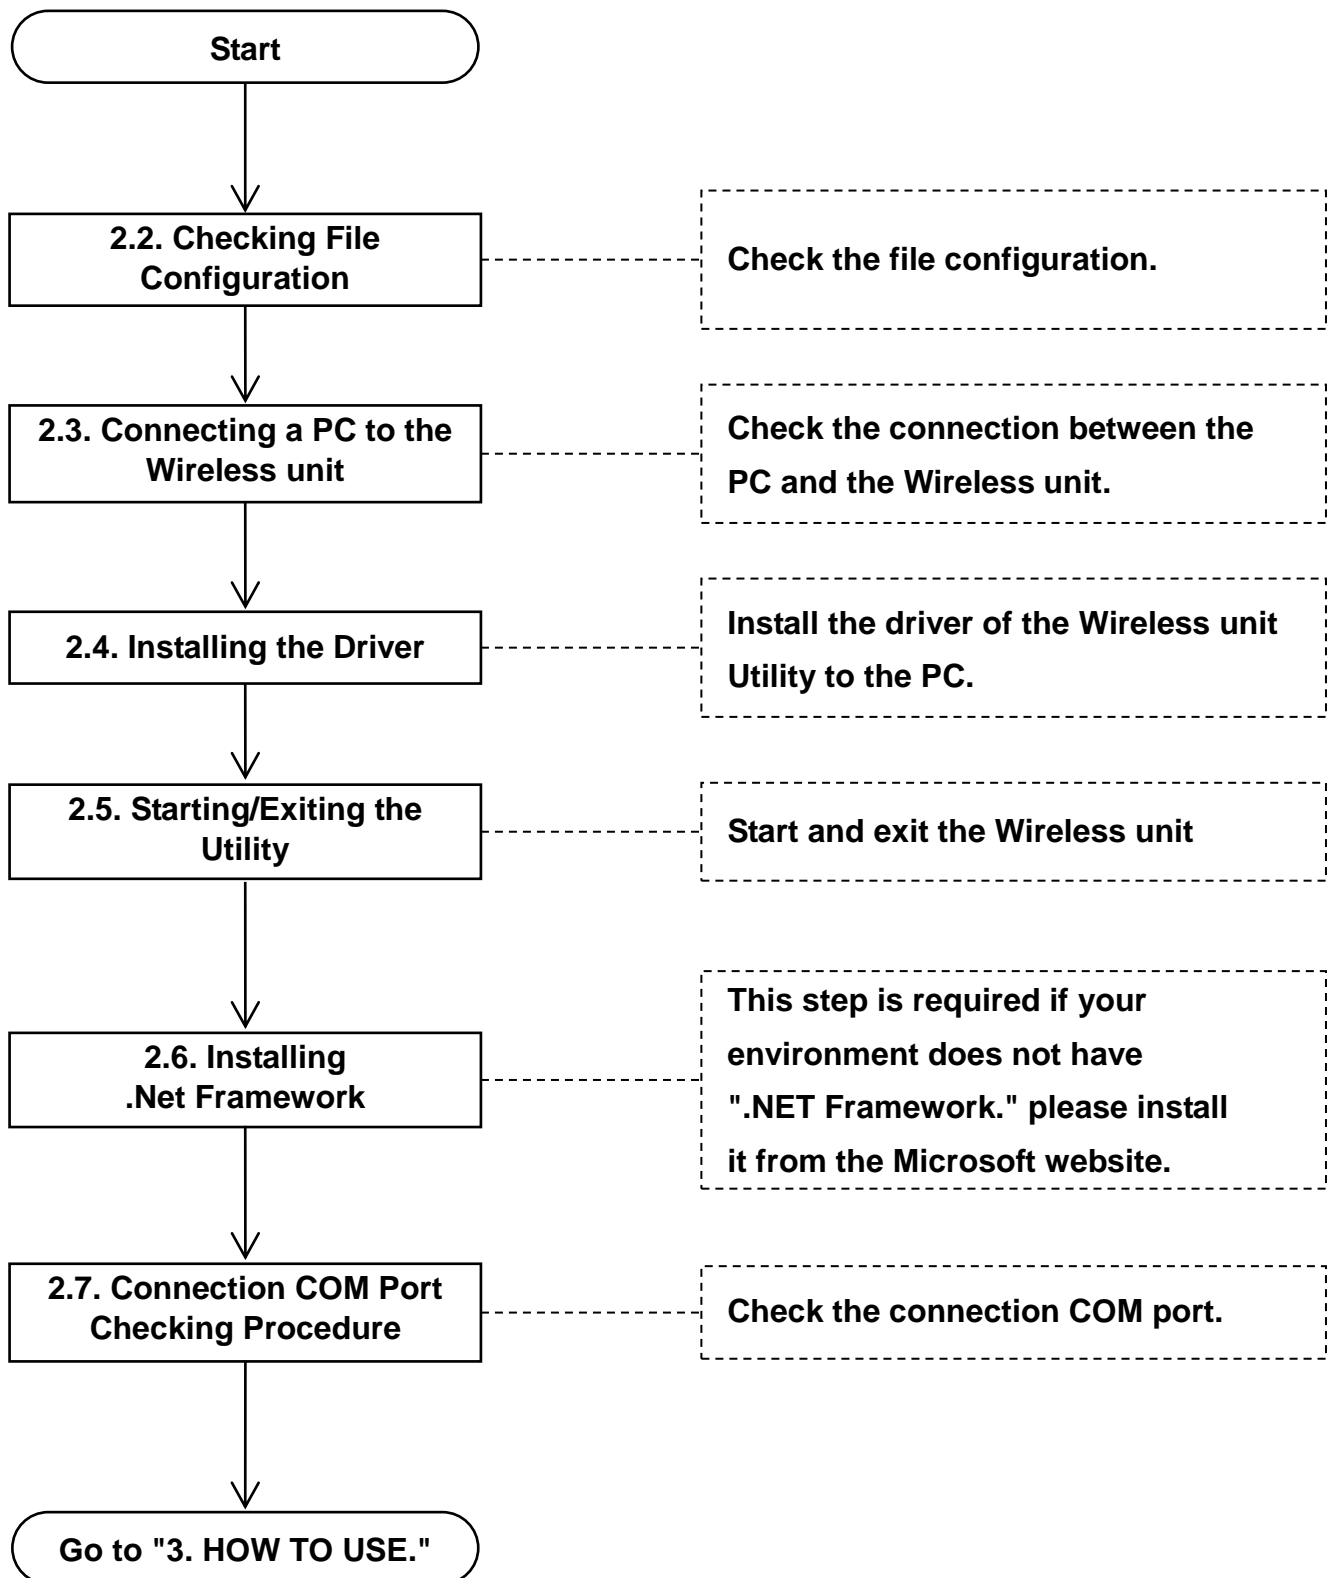 Start
2.2. Checking File
Configuration
Check the file configuration.
2.3. Connecting a PC to the
Wireless unit
Check the connection between the
PC and the Wireless unit.
2.4. Installing the Driver
Install the driver of the Wireless unit
Utility to the PC.
2.5. Starting/Exiting the
Utility
Start and exit the Wireless unit
2.6. Installing
.Net Framework
This step is required if your
environment does not have
".NET Framework." please install
it from the Microsoft website.
2.7. Connection COM Port
Checking Procedure
Check the connection COM port.
Go to "3. HOW TO USE."